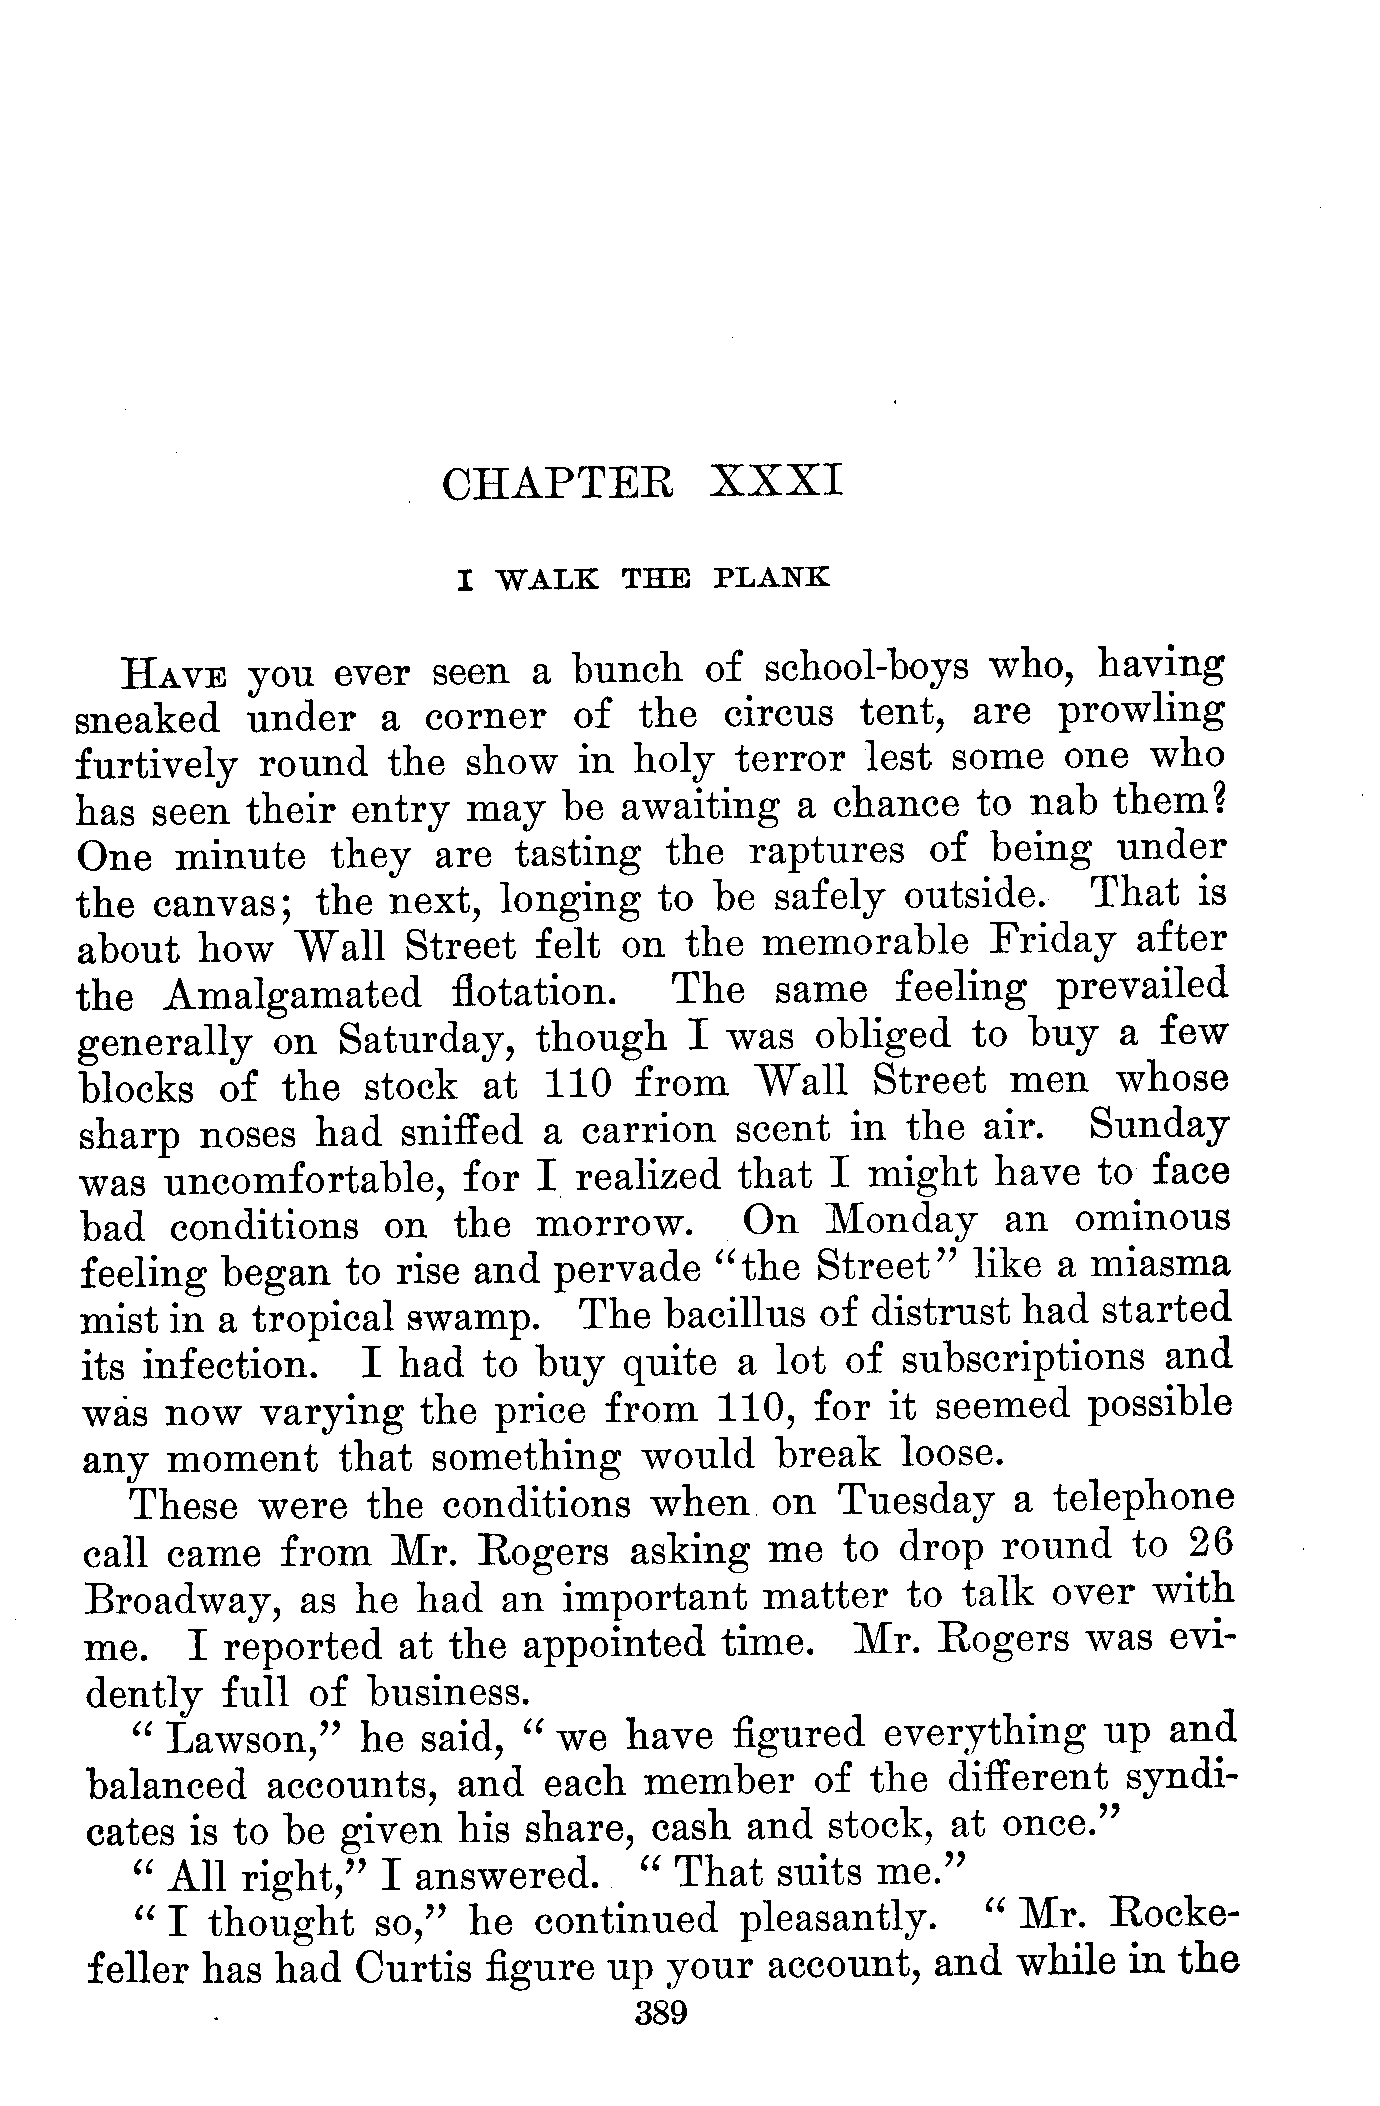 CHAPTER XXXI
I WALK THE PLANK
HAVE you ever seen a bunch of school-boys who, having
sneaked under a corner of the circus tent, are prowling
furtively round the show in holy terror lest some one who
has seen their entry may be awaiting a chance to nab them?
One minute they are tasting the raptures of being under
the canvas; the next, longing to be safely outside. That is
about how Wall Street felt on the memorable Friday after
the Amalgamated flotation. The same feeling prevailed
generally on Saturday, though I was obliged to buy a few
blocks of the stock at 110 from Wall Street men whose
sharp noses had sniffed a carrion scent in the air. Sunday
was uncomfortable, for I realized that I might have to face
bad conditions on the morrow. On Monday an ominous
feeling began to rise and pervade "the Street" like a miasma
mist in a tropical swamp. The bacillus of distrust had started
its infection. I had to buy quite a lot of subscriptions and
was now varying the price from 110, for it seemed possible
any moment that something would break loose.
These were the conditions when on Tuesday a telephone
call came from Mr. Rogers asking me to drop round to 26
Broadway, as he had an important matter to talk over with
me. I reported at the appointed time. Mr. Rogers was evi-
dently full of business.
"Lawson," he said, "we have figured everything up and
balanced accounts, and each member of the different syndi-
cates is to be given his share, cash and stock, at once."
"All right," I answered. "That suits me."
"I thought so," he continued pleasantly. "Mr. Rocke-
feller has had Curtis figure up your account, and while in the
389